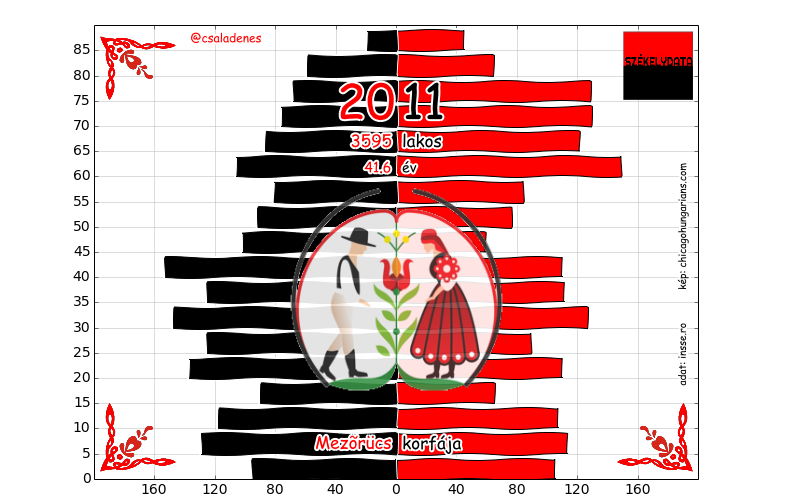 @csaladenes
SZÉKELYDATA
2011
3595 lakos
41.6 év
kép: chicagohungarians.com
adat: insse.ro
Mezőrücs korfája
85
80
75
70
65
60
55
50
45
40
35
30
25
20
15
10
5
0
160 120 80 40 0 40 80 120 160